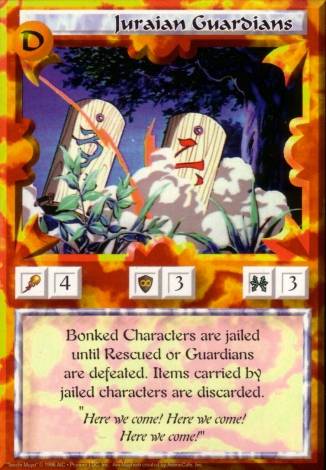 Juraian Guardians
D
4
3
3
Bonked Characters are jailed
until Rescued or Guardians
are defeated. Items carried by
jailed characters are discarded.
"Here we come! Here we come!
Here we come!"